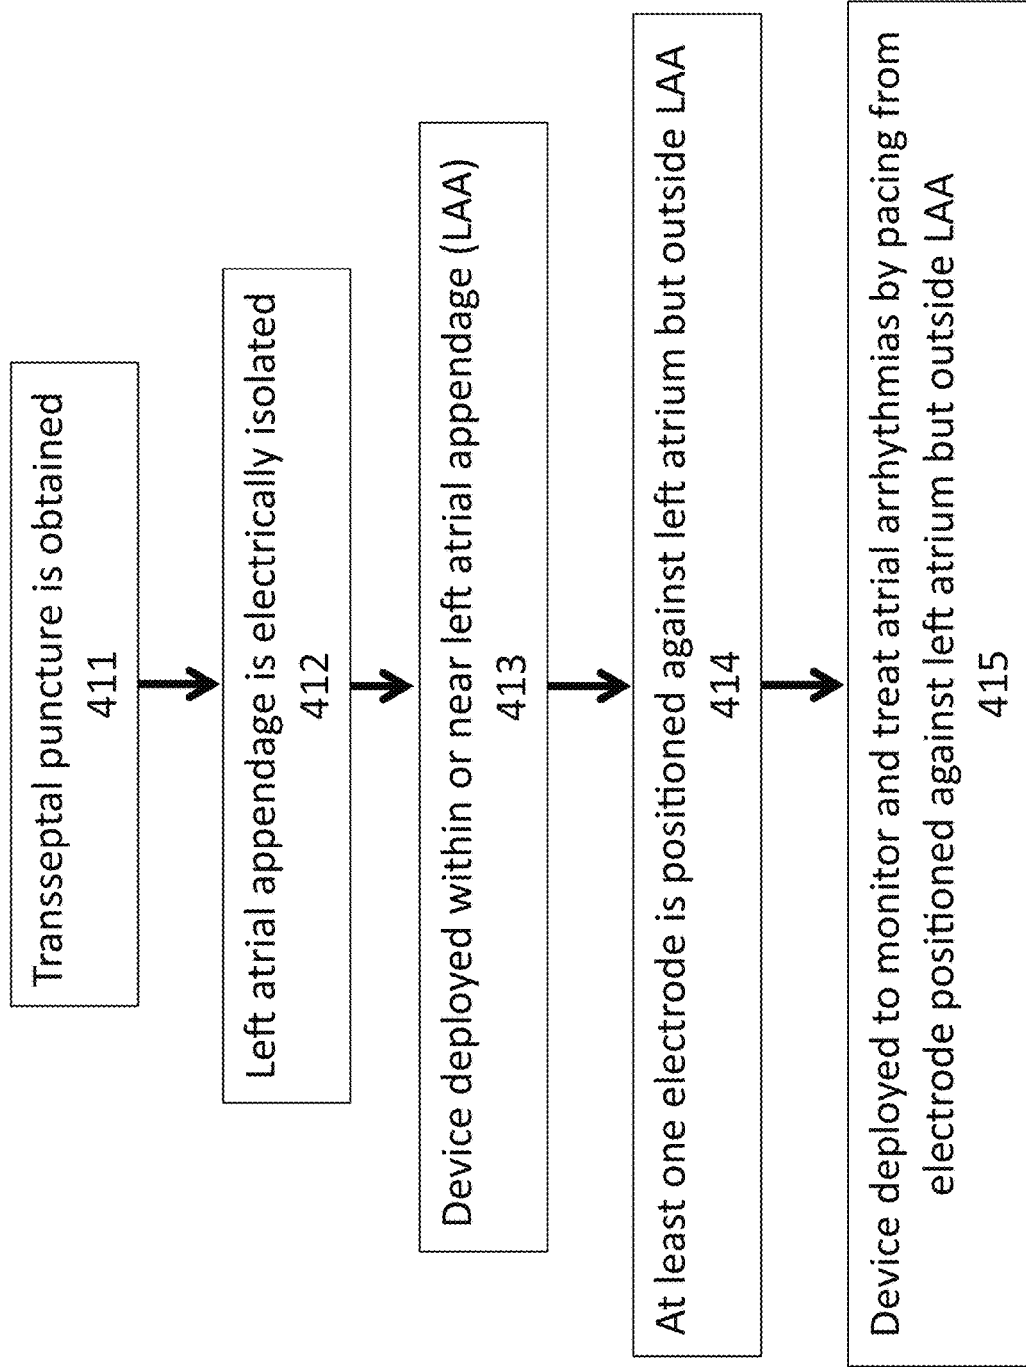 Transseptal puncture is obtained
411
Left atrial appendage is electrically isolated
412
Device deployed within or near left atrial appendage (LAA)
413
At least one electrode is positioned against left atrium but outside LAA
414
Device deployed to monitor and treat atrial arrhythmias by pacing from
electrode positioned against left atrium but outside LAA
415